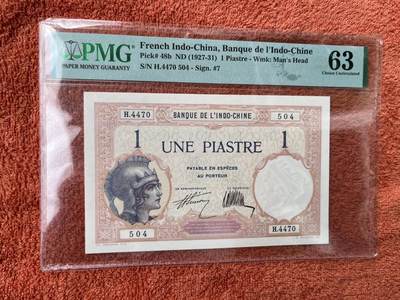 PMG
PAPER MONEY GUARANTY
French Indo-China, Banque de l'Indo-Chine
Pick# 48b ND (1927-31) 1 Piastre - Wmk: Man's Head
S/N H.4470 504 - Sign. #7
63
Choice Uncirculated
H.4470
BANQUE DE L'INDO-CHINE
504
1
UNE PIASTRE
1
PAYABLE EN ESPÈCES
AU PORTEUR
504
H.4470